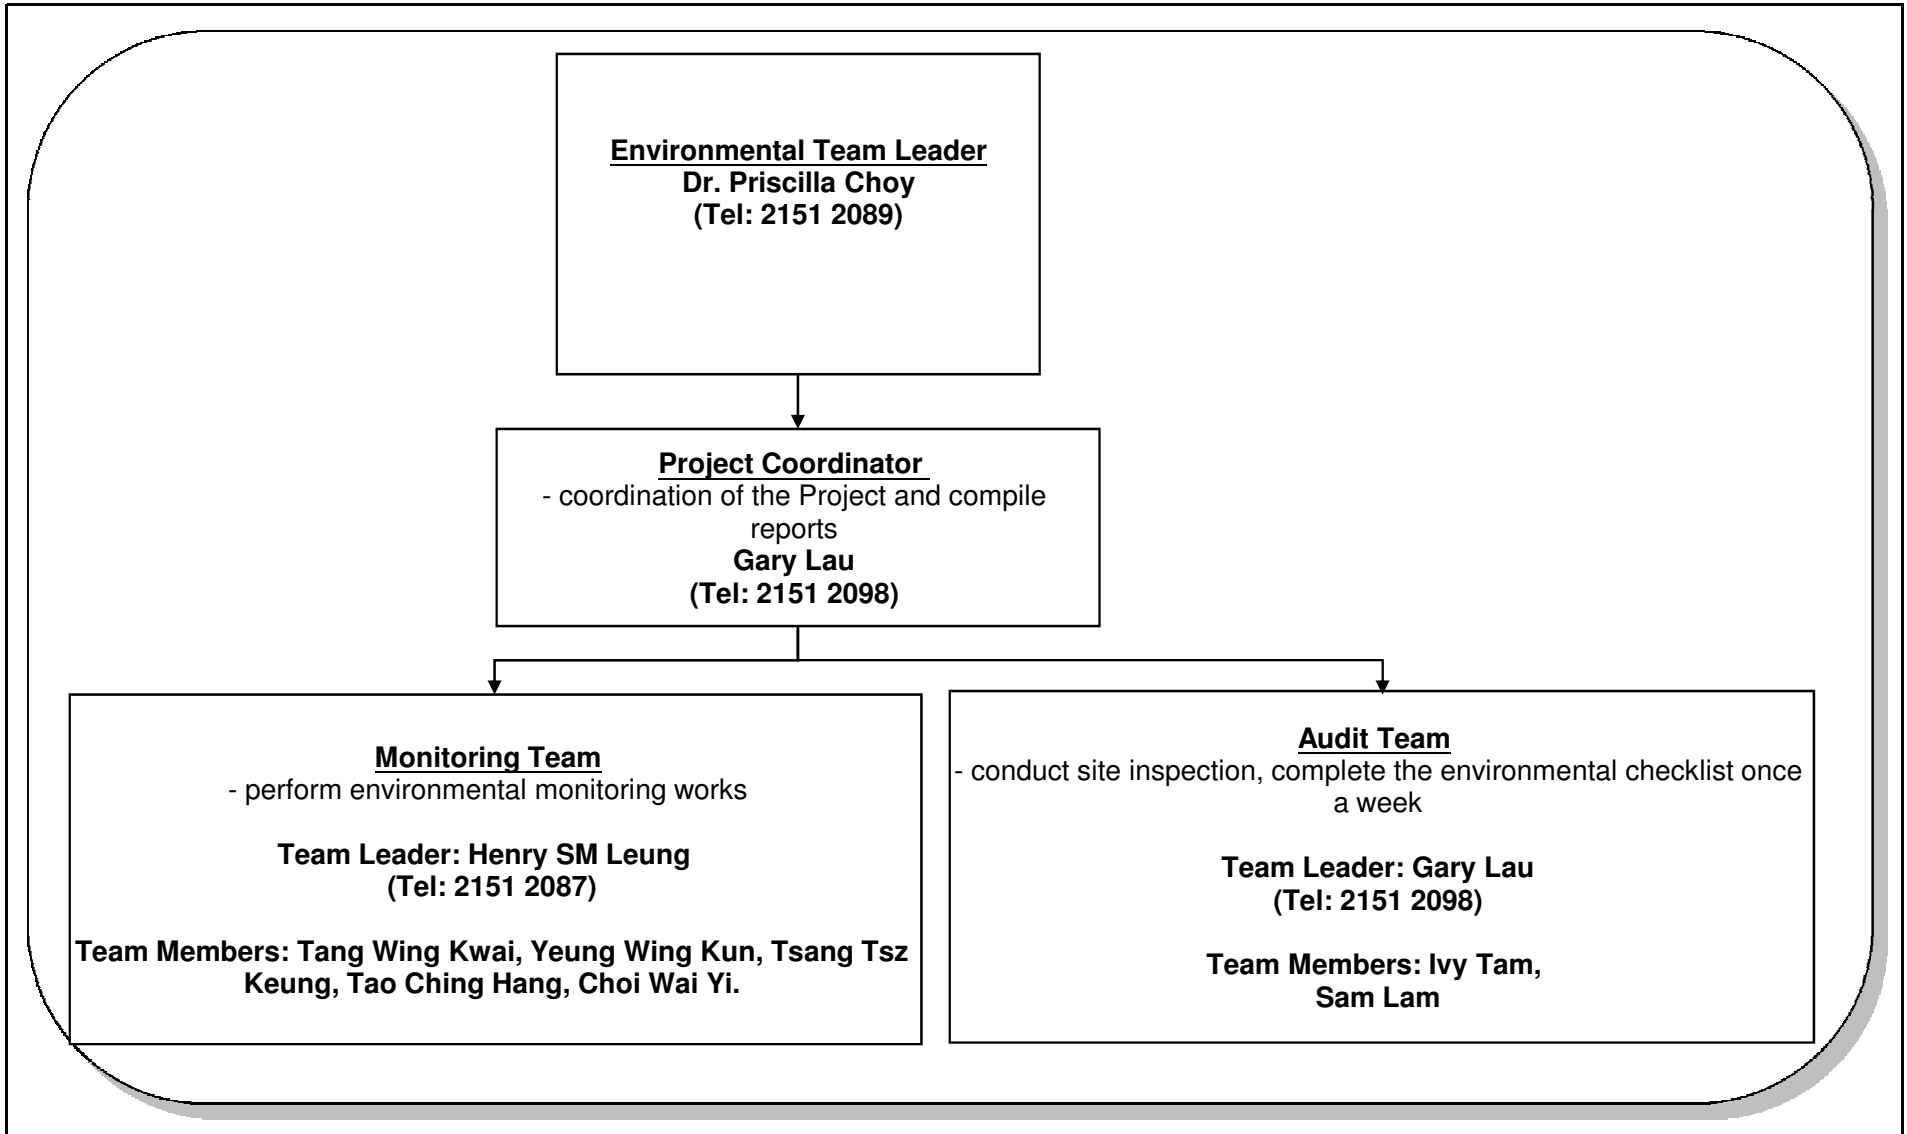 Environmental Team Leader
Dr. Priscilla Choy
(Tel: 2151 2089)
Project Coordinator
- coordination of the Project and compile
reports
Gary Lau
(Tel: 2151 2098)
Monitoring Team
- perform environmental monitoring works
Team Leader: Henry SM Leung
(Tel: 2151 2087)
Team Members: Tang Wing Kwai, Yeung Wing Kun, Tsang Tsz
Keung, Tao Ching Hang, Choi Wai Yi.
Audit Team
- conduct site inspection, complete the environmental checklist once
a week
Team Leader: Gary Lau
(Tel: 2151 2098)
Team Members: Ivy Tam,
Sam Lam